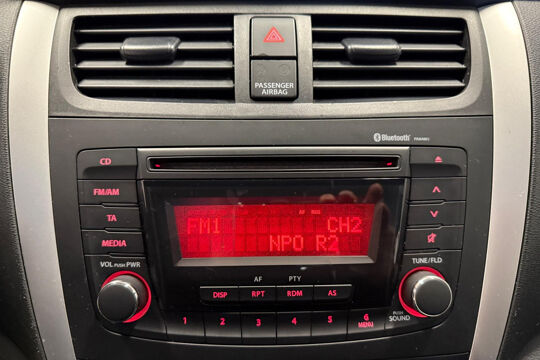 PASSENGER
AIRBAG
Bluetooth
CD
FM/AM
TA
MEDIA
AF REG
FM1 CH2
NPO R2
VOL PUSH PWR
TUNE/FLD
AF PTY
DISP RPT RDM AS
PUSH
SOUND
1 2 3 4 5 6
MENU